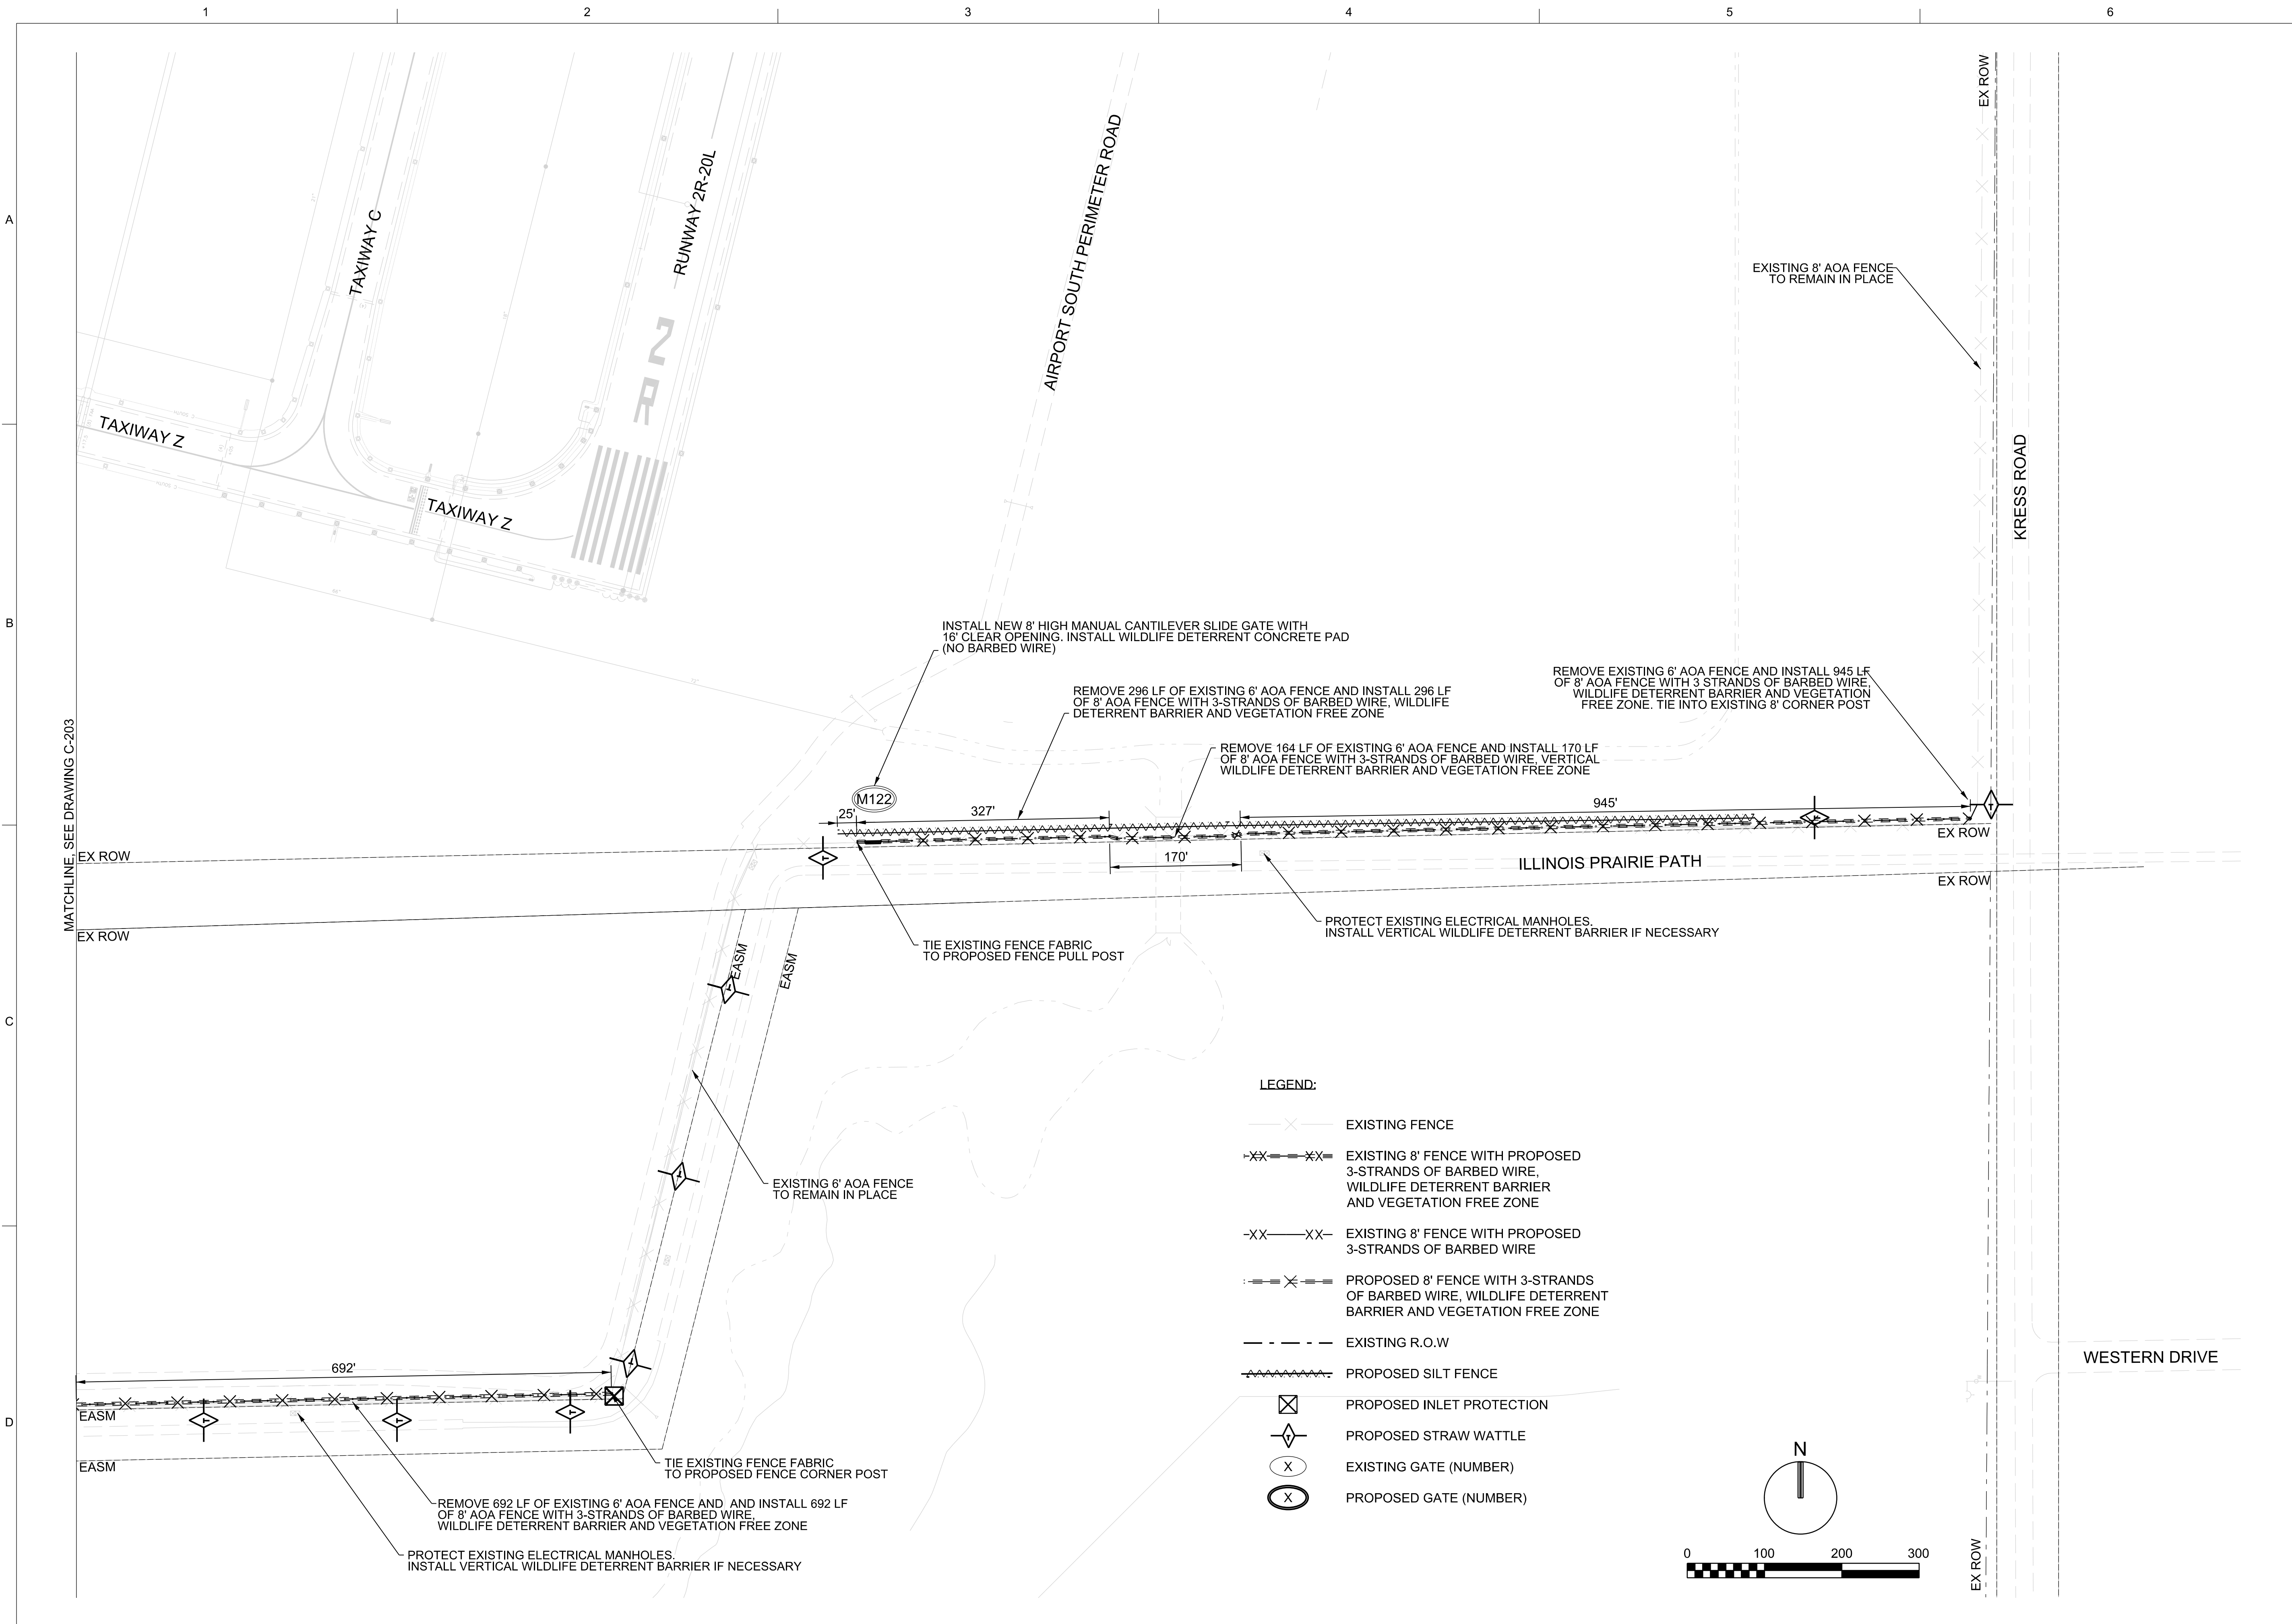 1
2
3
4
5
6
A
B
C
D
TAXIWAY C
RUNWAY 2R-20L
2R
AIRPORT SOUTH PERIMETER ROAD
EX ROW
EXISTING 8' AOA FENCE
TO REMAIN IN PLACE
KRESS ROAD
TAXIWAY Z
TAXIWAY Z
INSTALL NEW 8' HIGH MANUAL CANTILEVER SLIDE GATE WITH
16' CLEAR OPENING. INSTALL WILDLIFE DETERRENT CONCRETE PAD
(NO BARBED WIRE)
REMOVE 296 LF OF EXISTING 6' AOA FENCE AND INSTALL 296 LF
OF 8' AOA FENCE WITH 3-STRANDS OF BARBED WIRE, WILDLIFE
DETERRENT BARRIER AND VEGETATION FREE ZONE
REMOVE EXISTING 6' AOA FENCE AND INSTALL 945 LF
OF 8' AOA FENCE WITH 3 STRANDS OF BARBED WIRE,
WILDLIFE DETERRENT BARRIER AND VEGETATION
FREE ZONE. TIE INTO EXISTING 8' CORNER POST
REMOVE 164 LF OF EXISTING 6' AOA FENCE AND INSTALL 170 LF
OF 8' AOA FENCE WITH 3-STRANDS OF BARBED WIRE, VERTICAL
WILDLIFE DETERRENT BARRIER AND VEGETATION FREE ZONE
MATCHLINE, SEE DRAWING C-203
M122
25'
327'
945'
170'
EX ROW
EX ROW
EX ROW
EX ROW
ILLINOIS PRAIRIE PATH
PROTECT EXISTING ELECTRICAL MANHOLES.
INSTALL VERTICAL WILDLIFE DETERRENT BARRIER IF NECESSARY
TIE EXISTING FENCE FABRIC
TO PROPOSED FENCE PULL POST
EASM
EASM
EXISTING 6' AOA FENCE
TO REMAIN IN PLACE
LEGEND:
EXISTING FENCE
EXISTING 8' FENCE WITH PROPOSED
3-STRANDS OF BARBED WIRE,
WILDLIFE DETERRENT BARRIER
AND VEGETATION FREE ZONE
EXISTING 8' FENCE WITH PROPOSED
3-STRANDS OF BARBED WIRE
PROPOSED 8' FENCE WITH 3-STRANDS
OF BARBED WIRE, WILDLIFE DETERRENT
BARRIER AND VEGETATION FREE ZONE
EXISTING R.O.W
PROPOSED SILT FENCE
PROPOSED INLET PROTECTION
PROPOSED STRAW WATTLE
X EXISTING GATE (NUMBER)
X PROPOSED GATE (NUMBER)
WESTERN DRIVE
692'
EASM
EASM
TIE EXISTING FENCE FABRIC
TO PROPOSED FENCE CORNER POST
REMOVE 692 LF OF EXISTING 6' AOA FENCE AND  AND INSTALL 692 LF
OF 8' AOA FENCE WITH 3-STRANDS OF BARBED WIRE,
WILDLIFE DETERRENT BARRIER AND VEGETATION FREE ZONE
PROTECT EXISTING ELECTRICAL MANHOLES.
INSTALL VERTICAL WILDLIFE DETERRENT BARRIER IF NECESSARY
N
0 100 200 300
EX ROW